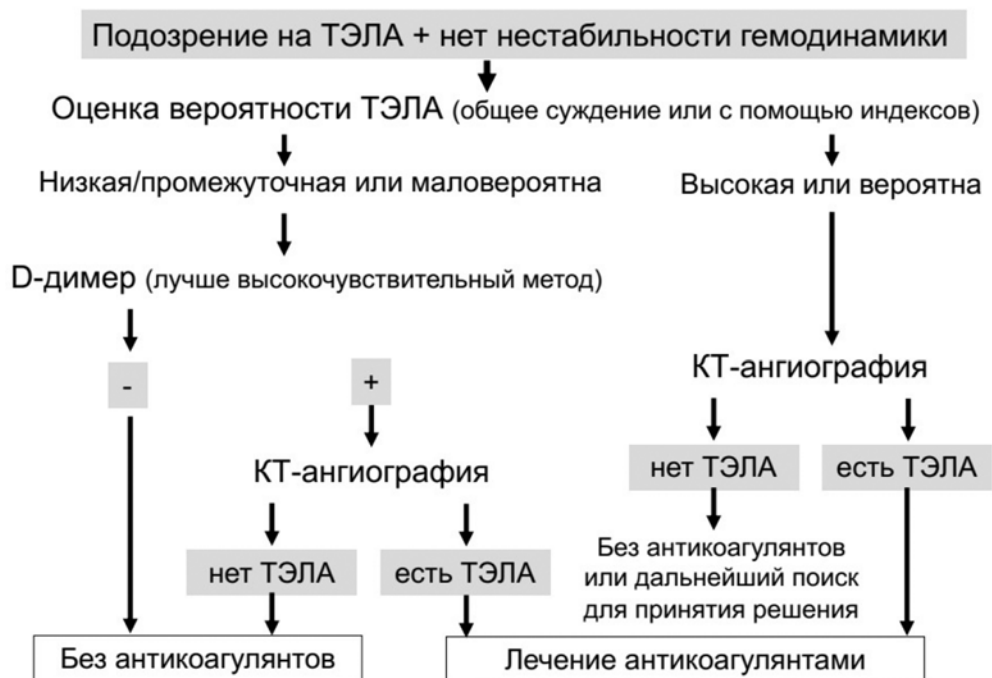 Подозрение на ТЭЛА + нет нестабильности гемодинамики
Оценка вероятности ТЭЛА (общее суждение или с помощью индексов)
Низкая/промежуточная или маловероятна
Высокая или вероятна
D-димер (лучше высокочувствительный метод)
-
+
КТ-ангиография
нет ТЭЛА
есть ТЭЛА
КТ-ангиография
нет ТЭЛА
есть ТЭЛА
Без антикоагулянтов
или дальнейший поиск
для принятия решения
Без антикоагулянтов
Лечение антикоагулянтами